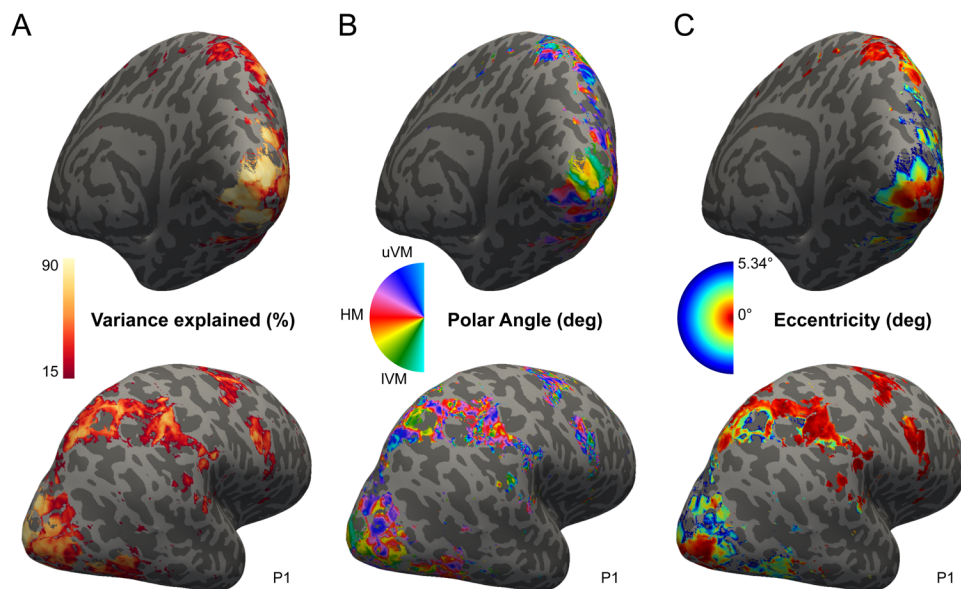 A
B
C
90
Variance explained (%)
15
uVM
HM
Polar Angle (deg)
lVM
5.34°
0°
Eccentricity (deg)
P1
P1
P1